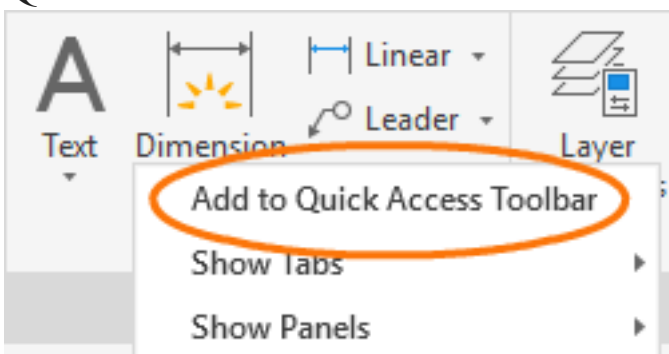 Linear
Leader
Text
Dimension
Layer
Add to Quick Access Toolbar
Show Tabs
Show Panels